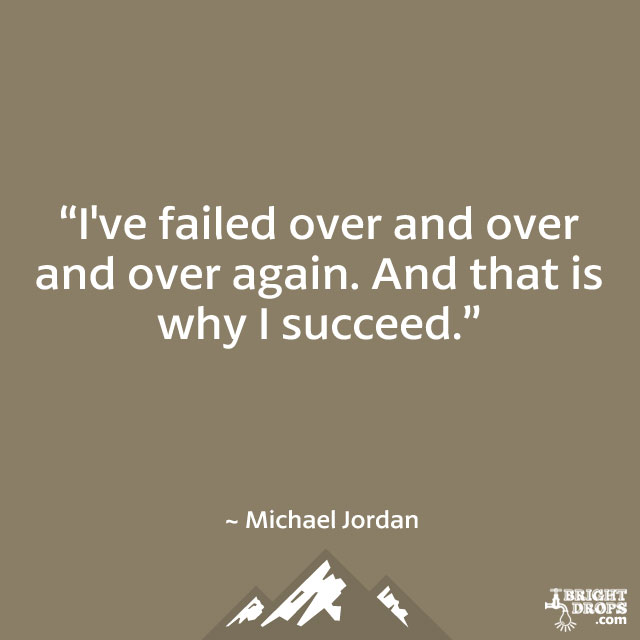 “I've failed over and over
and over again. And that is
why I succeed.”
~ Michael Jordan
BRIGHT
DROPS
.com